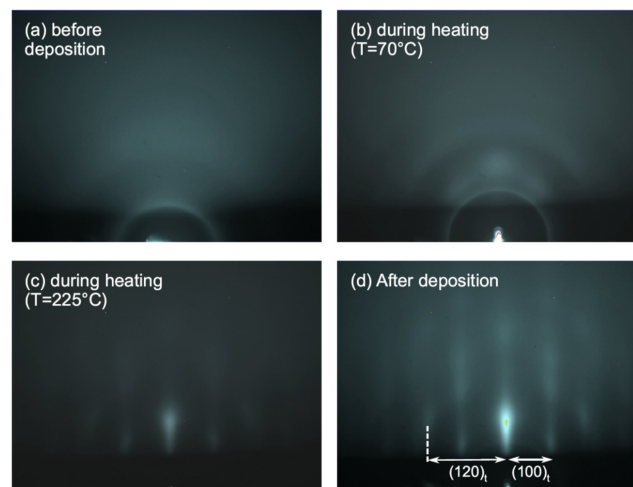 (a) before
deposition
(b) during heating
(T=70°C)
(c) during heating
(T=225°C)
(d) After deposition
(120)t
(100)t